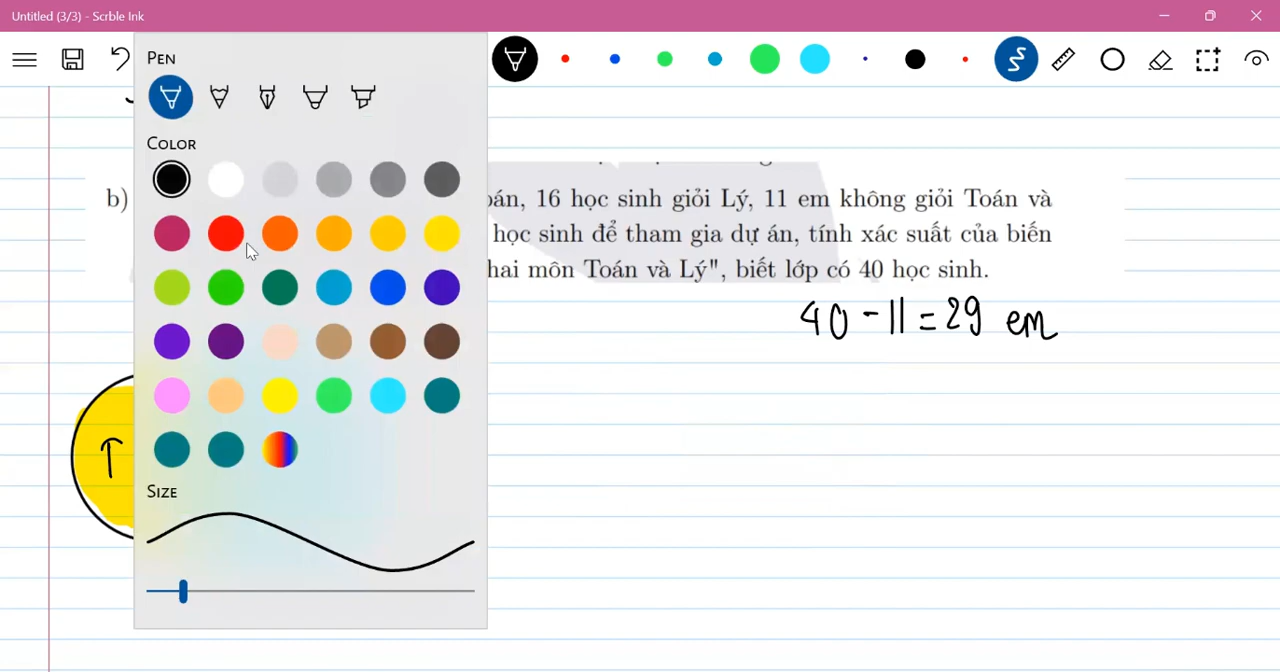 Untitled (3/3) - Scrble Ink
PEN
COLOR
b) oán, 16 học sinh giỏi Lý, 11 em không giỏi Toán và
học sinh để tham gia dự án, tính xác suất của biến
hai môn Toán và Lý", biết lớp có 40 học sinh.
40 - 11 = 29 em
T
SIZE